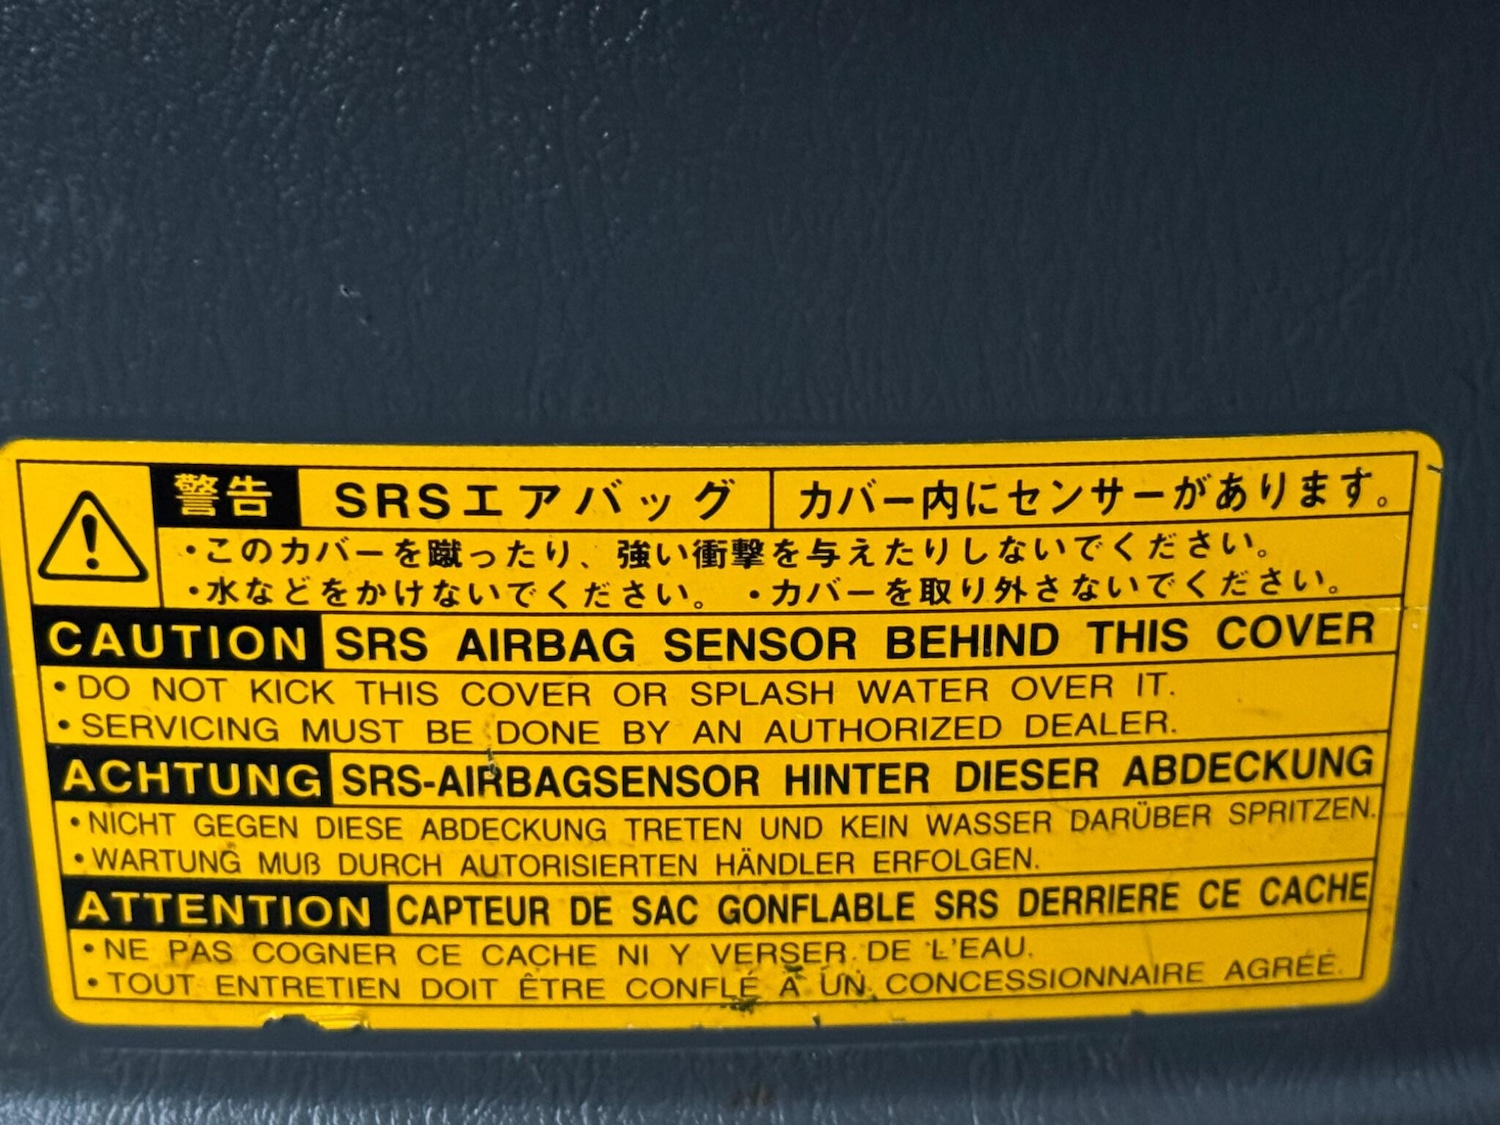 警告 SRSエアバッグ カバー内にセンサーがあります。
・このカバーを蹴ったり、強い衝撃を与えたりしないでください。
・水などをかけないでください。 ・カバーを取り外さないでください。
CAUTION SRS AIRBAG SENSOR BEHIND THIS COVER
・DO NOT KICK THIS COVER OR SPLASH WATER OVER IT.
・SERVICING MUST BE DONE BY AN AUTHORIZED DEALER.
ACHTUNG SRS-AIRBAGSENSOR HINTER DIESER ABDECKUNG
・NICHT GEGEN DIESE ABDECKUNG TRETEN UND KEIN WASSER DARÜBER SPRITZEN.
・WARTUNG MUß DURCH AUTORISIERTEN HÄNDLER ERFOLGEN.
ATTENTION CAPTEUR DE SAC GONFLABLE SRS DERRIERE CE CACHE
・NE PAS COGNER CE CACHE NI Y VERSER DE L'EAU.
・TOUT ENTRETIEN DOIT ÊTRE CONFLÉ À UN CONCESSIONNAIRE AGRÉÉ.